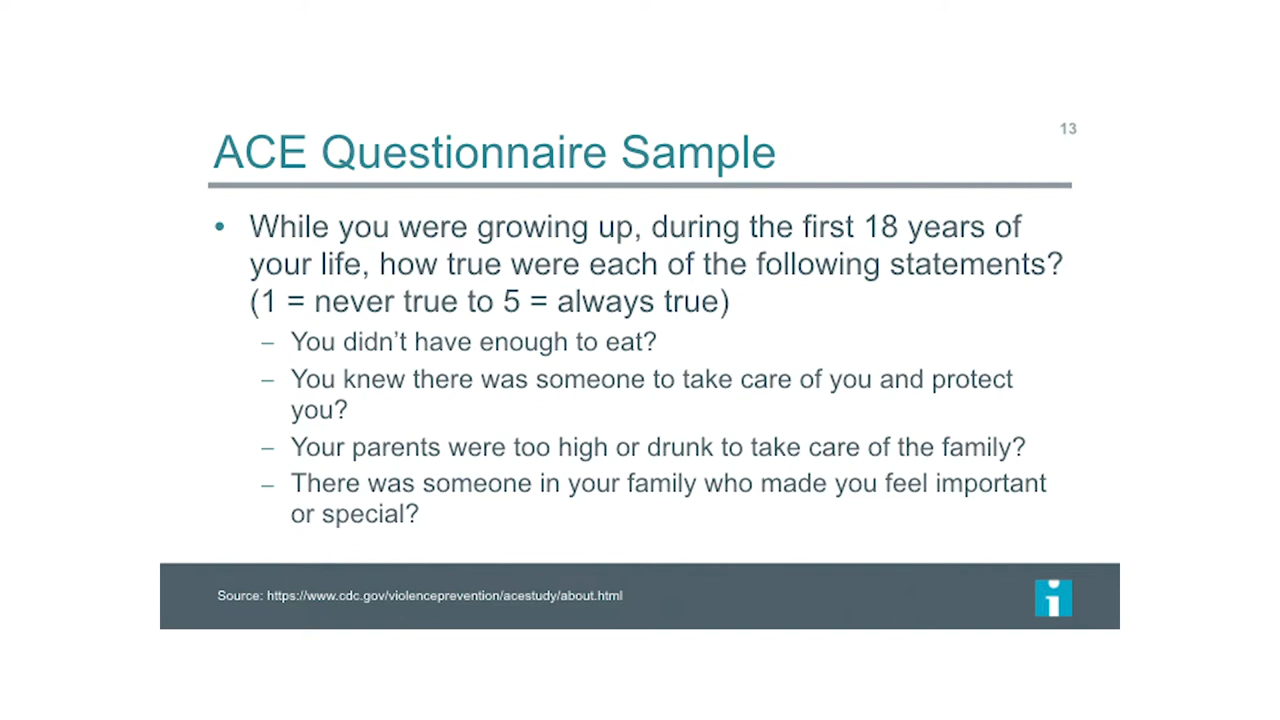 13
ACE Questionnaire Sample
• While you were growing up, during the first 18 years of
your life, how true were each of the following statements?
(1 = never true to 5 = always true)
– You didn’t have enough to eat?
– You knew there was someone to take care of you and protect
you?
– Your parents were too high or drunk to take care of the family?
– There was someone in your family who made you feel important
or special?
Source: https://www.cdc.gov/violenceprevention/acestudy/about.html
i